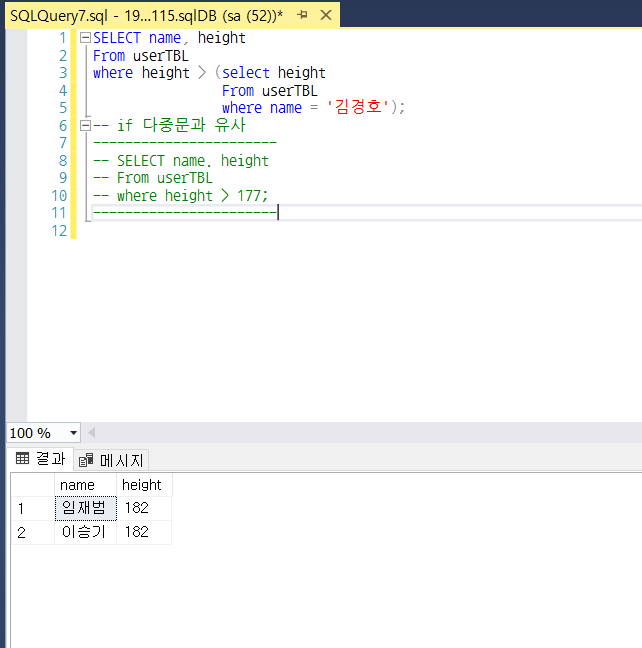 SQLQuery7.sql - 19...115.sqlDB (sa (52))*
1 SELECT name, height
2 From userTBL
3 where height > (select height
4 From userTBL
5 where name = '김경호');
6 -- if 다중문과 유사
7 -----------------------
8 -- SELECT name, height
9 -- From userTBL
10 -- where height > 177;
11 -----------------------
12
100 %
결과 메시지
name height
1 임재범 182
2 이승기 182